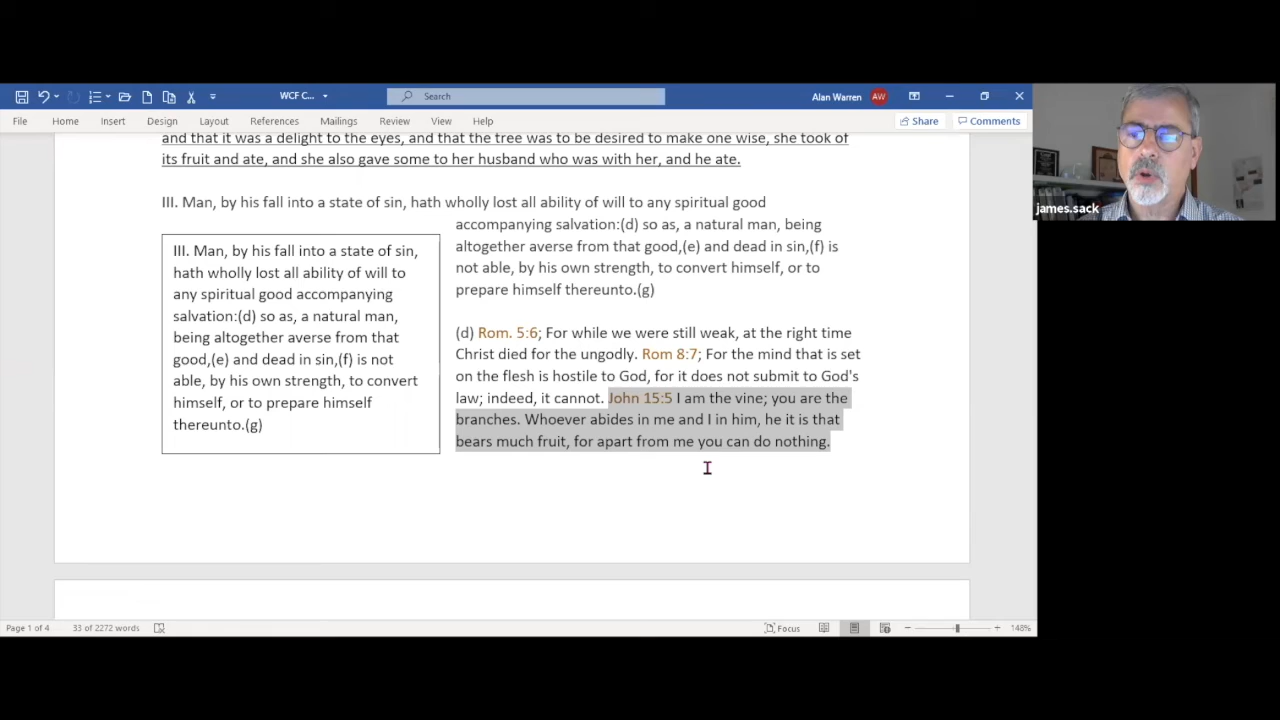 WCF C...
Search
Alan Warren AW
File Home Insert Design Layout References Mailings Review View Help
Share Comments
and that it was a delight to the eyes, and that the tree was to be desired to make one wise, she took of
its fruit and ate, and she also gave some to her husband who was with her, and he ate.
james.sack
III. Man, by his fall into a state of sin, hath wholly lost all ability of will to any spiritual good
accompanying salvation:(d) so as, a natural man, being
altogether averse from that good,(e) and dead in sin,(f) is
not able, by his own strength, to convert himself, or to
prepare himself thereunto.(g)
III. Man, by his fall into a state of sin,
hath wholly lost all ability of will to
any spiritual good accompanying
salvation:(d) so as, a natural man,
being altogether averse from that
good,(e) and dead in sin,(f) is not
able, by his own strength, to convert
himself, or to prepare himself
thereunto.(g)
(d) Rom. 5:6; For while we were still weak, at the right time
Christ died for the ungodly. Rom 8:7; For the mind that is set
on the flesh is hostile to God, for it does not submit to God's
law; indeed, it cannot. John 15:5 I am the vine; you are the
branches. Whoever abides in me and I in him, he it is that
bears much fruit, for apart from me you can do nothing.
Page 1 of 4 33 of 2272 words
Focus
148%